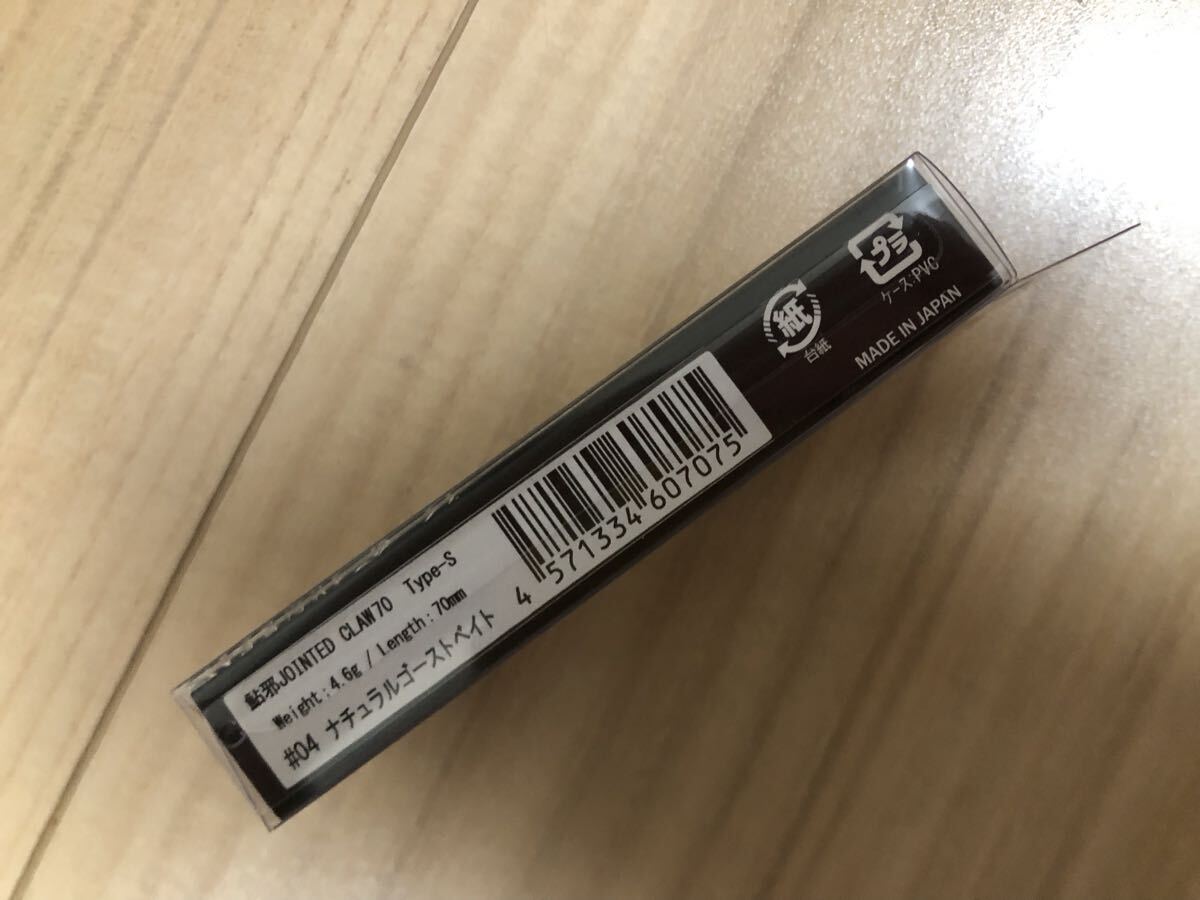 鮎邪JOINTED CLAW70 Type-S
Weight:4.6g / Length:70mm
#04 ナチュラルゴーストベイト
4 571334 607075
紙
台紙
プラ
ケース:PVC
MADE IN JAPAN